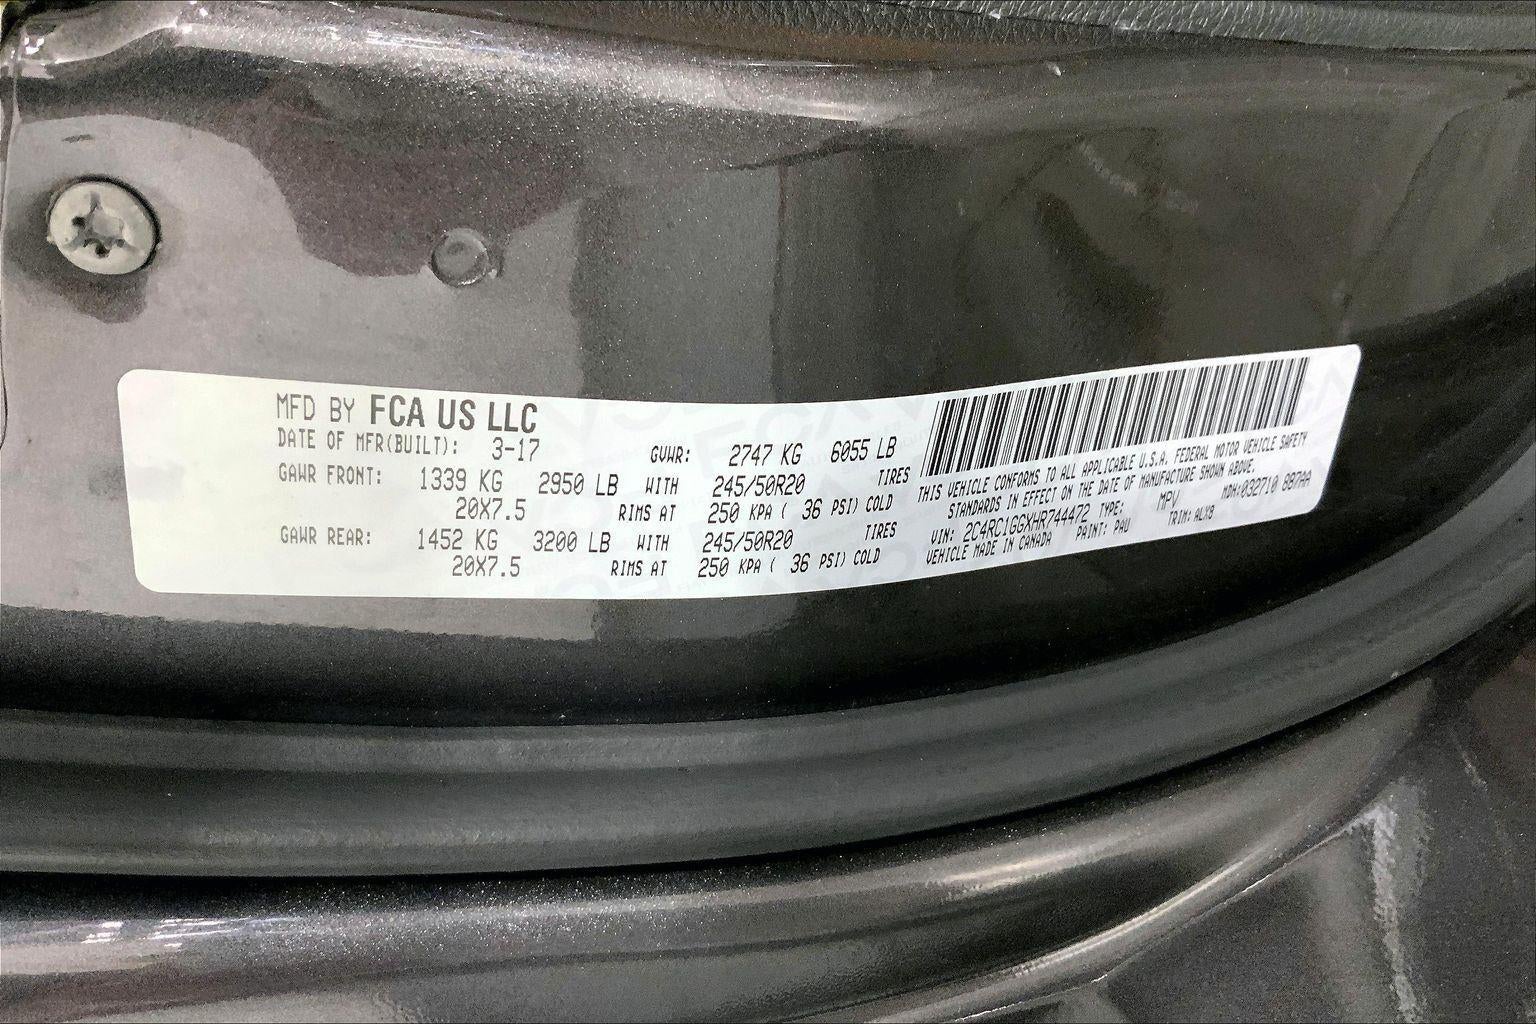 MFD BY FCA US LLC
DATE OF MFR(BUILT): 3-17 GVWR: 2747 KG 6055 LB
GAWR FRONT: 1339 KG 2950 LB WITH 245/50R20 TIRES
20X7.5 RIMS AT 250 KPA ( 36 PSI) COLD
GAWR REAR: 1452 KG 3200 LB WITH 245/50R20 TIRES
20X7.5 RIMS AT 250 KPA ( 36 PSI) COLD
THIS VEHICLE CONFORMS TO ALL APPLICABLE U.S.A. FEDERAL MOTOR VEHICLE SAFETY
STANDARDS IN EFFECT ON THE DATE OF MANUFACTURE SHOWN ABOVE.
VIN: 2C4RC1GGXHR744472 TYPE: MPV MDH:032710 887AA
VEHICLE MADE IN CANADA PAINT: PAU TRIM: ALX8